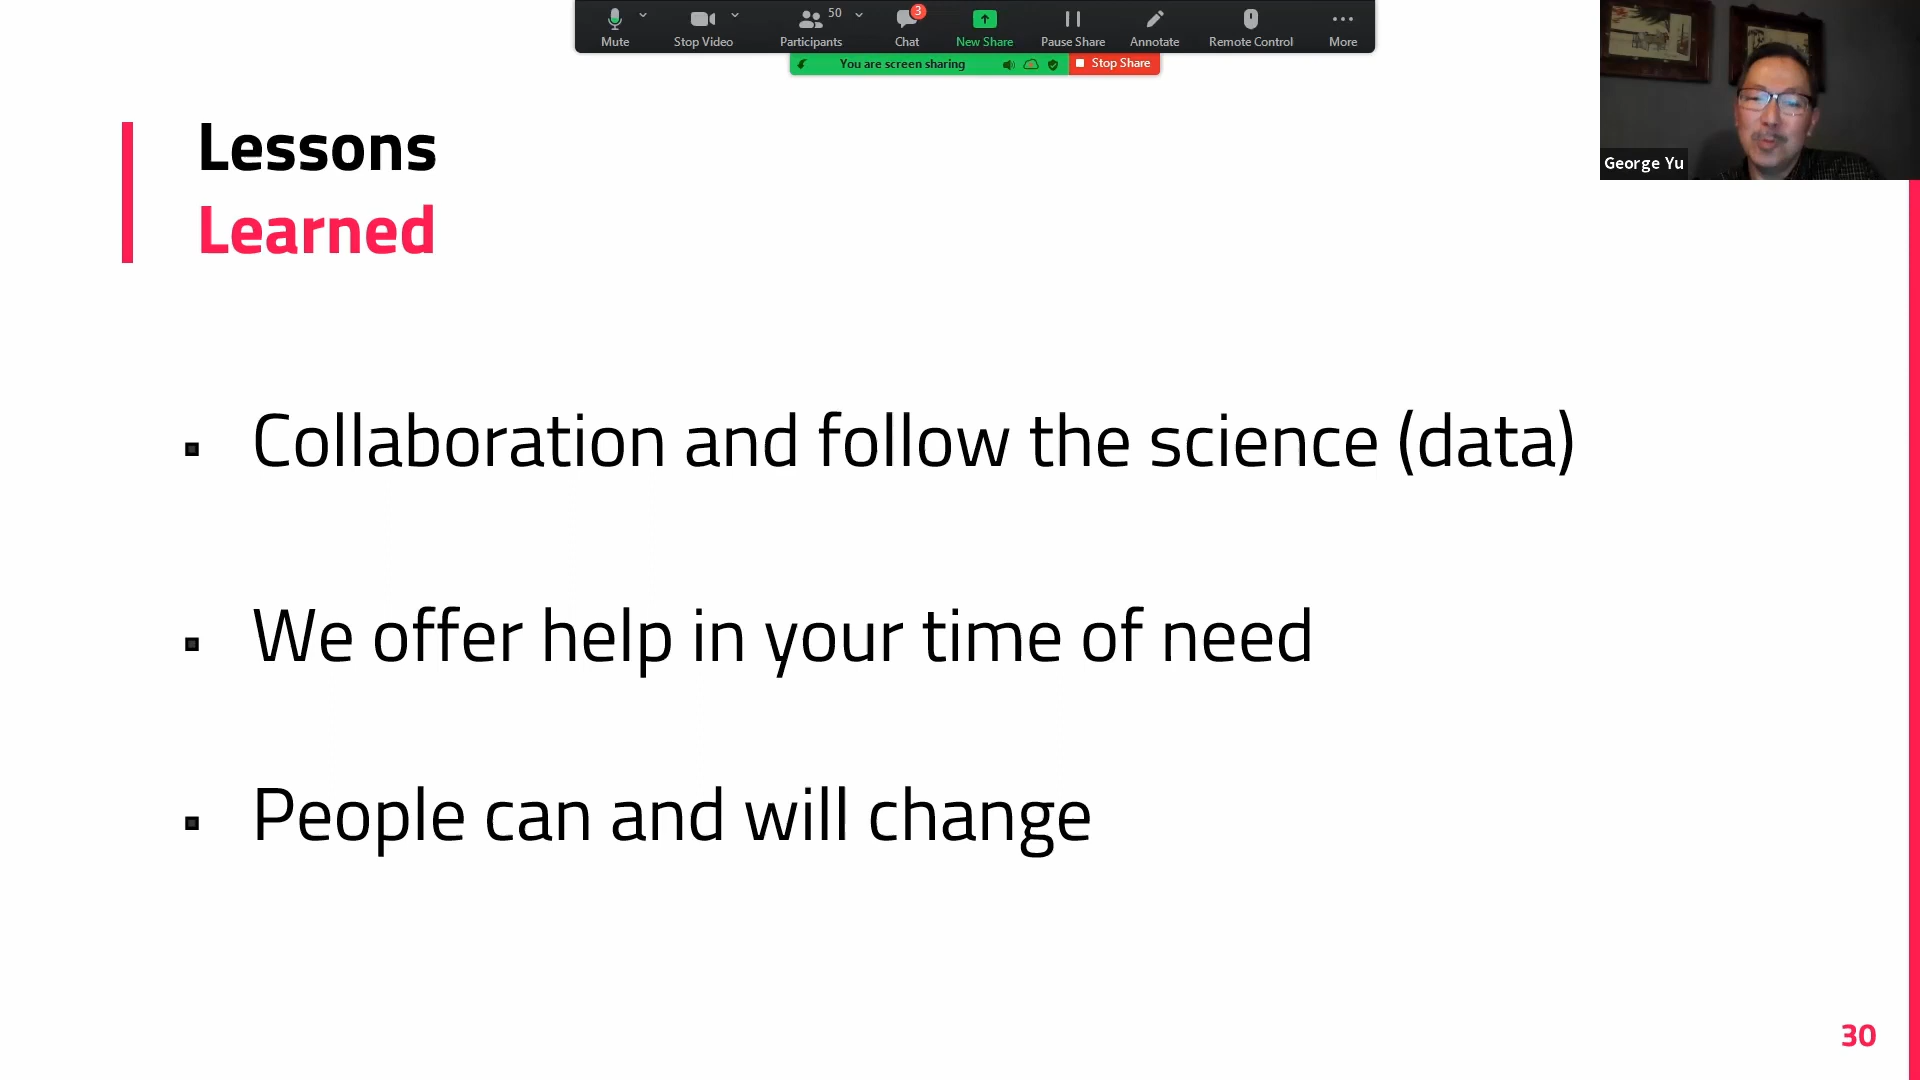 50
3
Mute
Stop Video
Participants
Chat
New Share
Pause Share
Annotate
Remote Control
More
You are screen sharing
Stop Share
George Yu
Lessons
Learned
▪ Collaboration and follow the science (data)
▪ We offer help in your time of need
▪ People can and will change
30